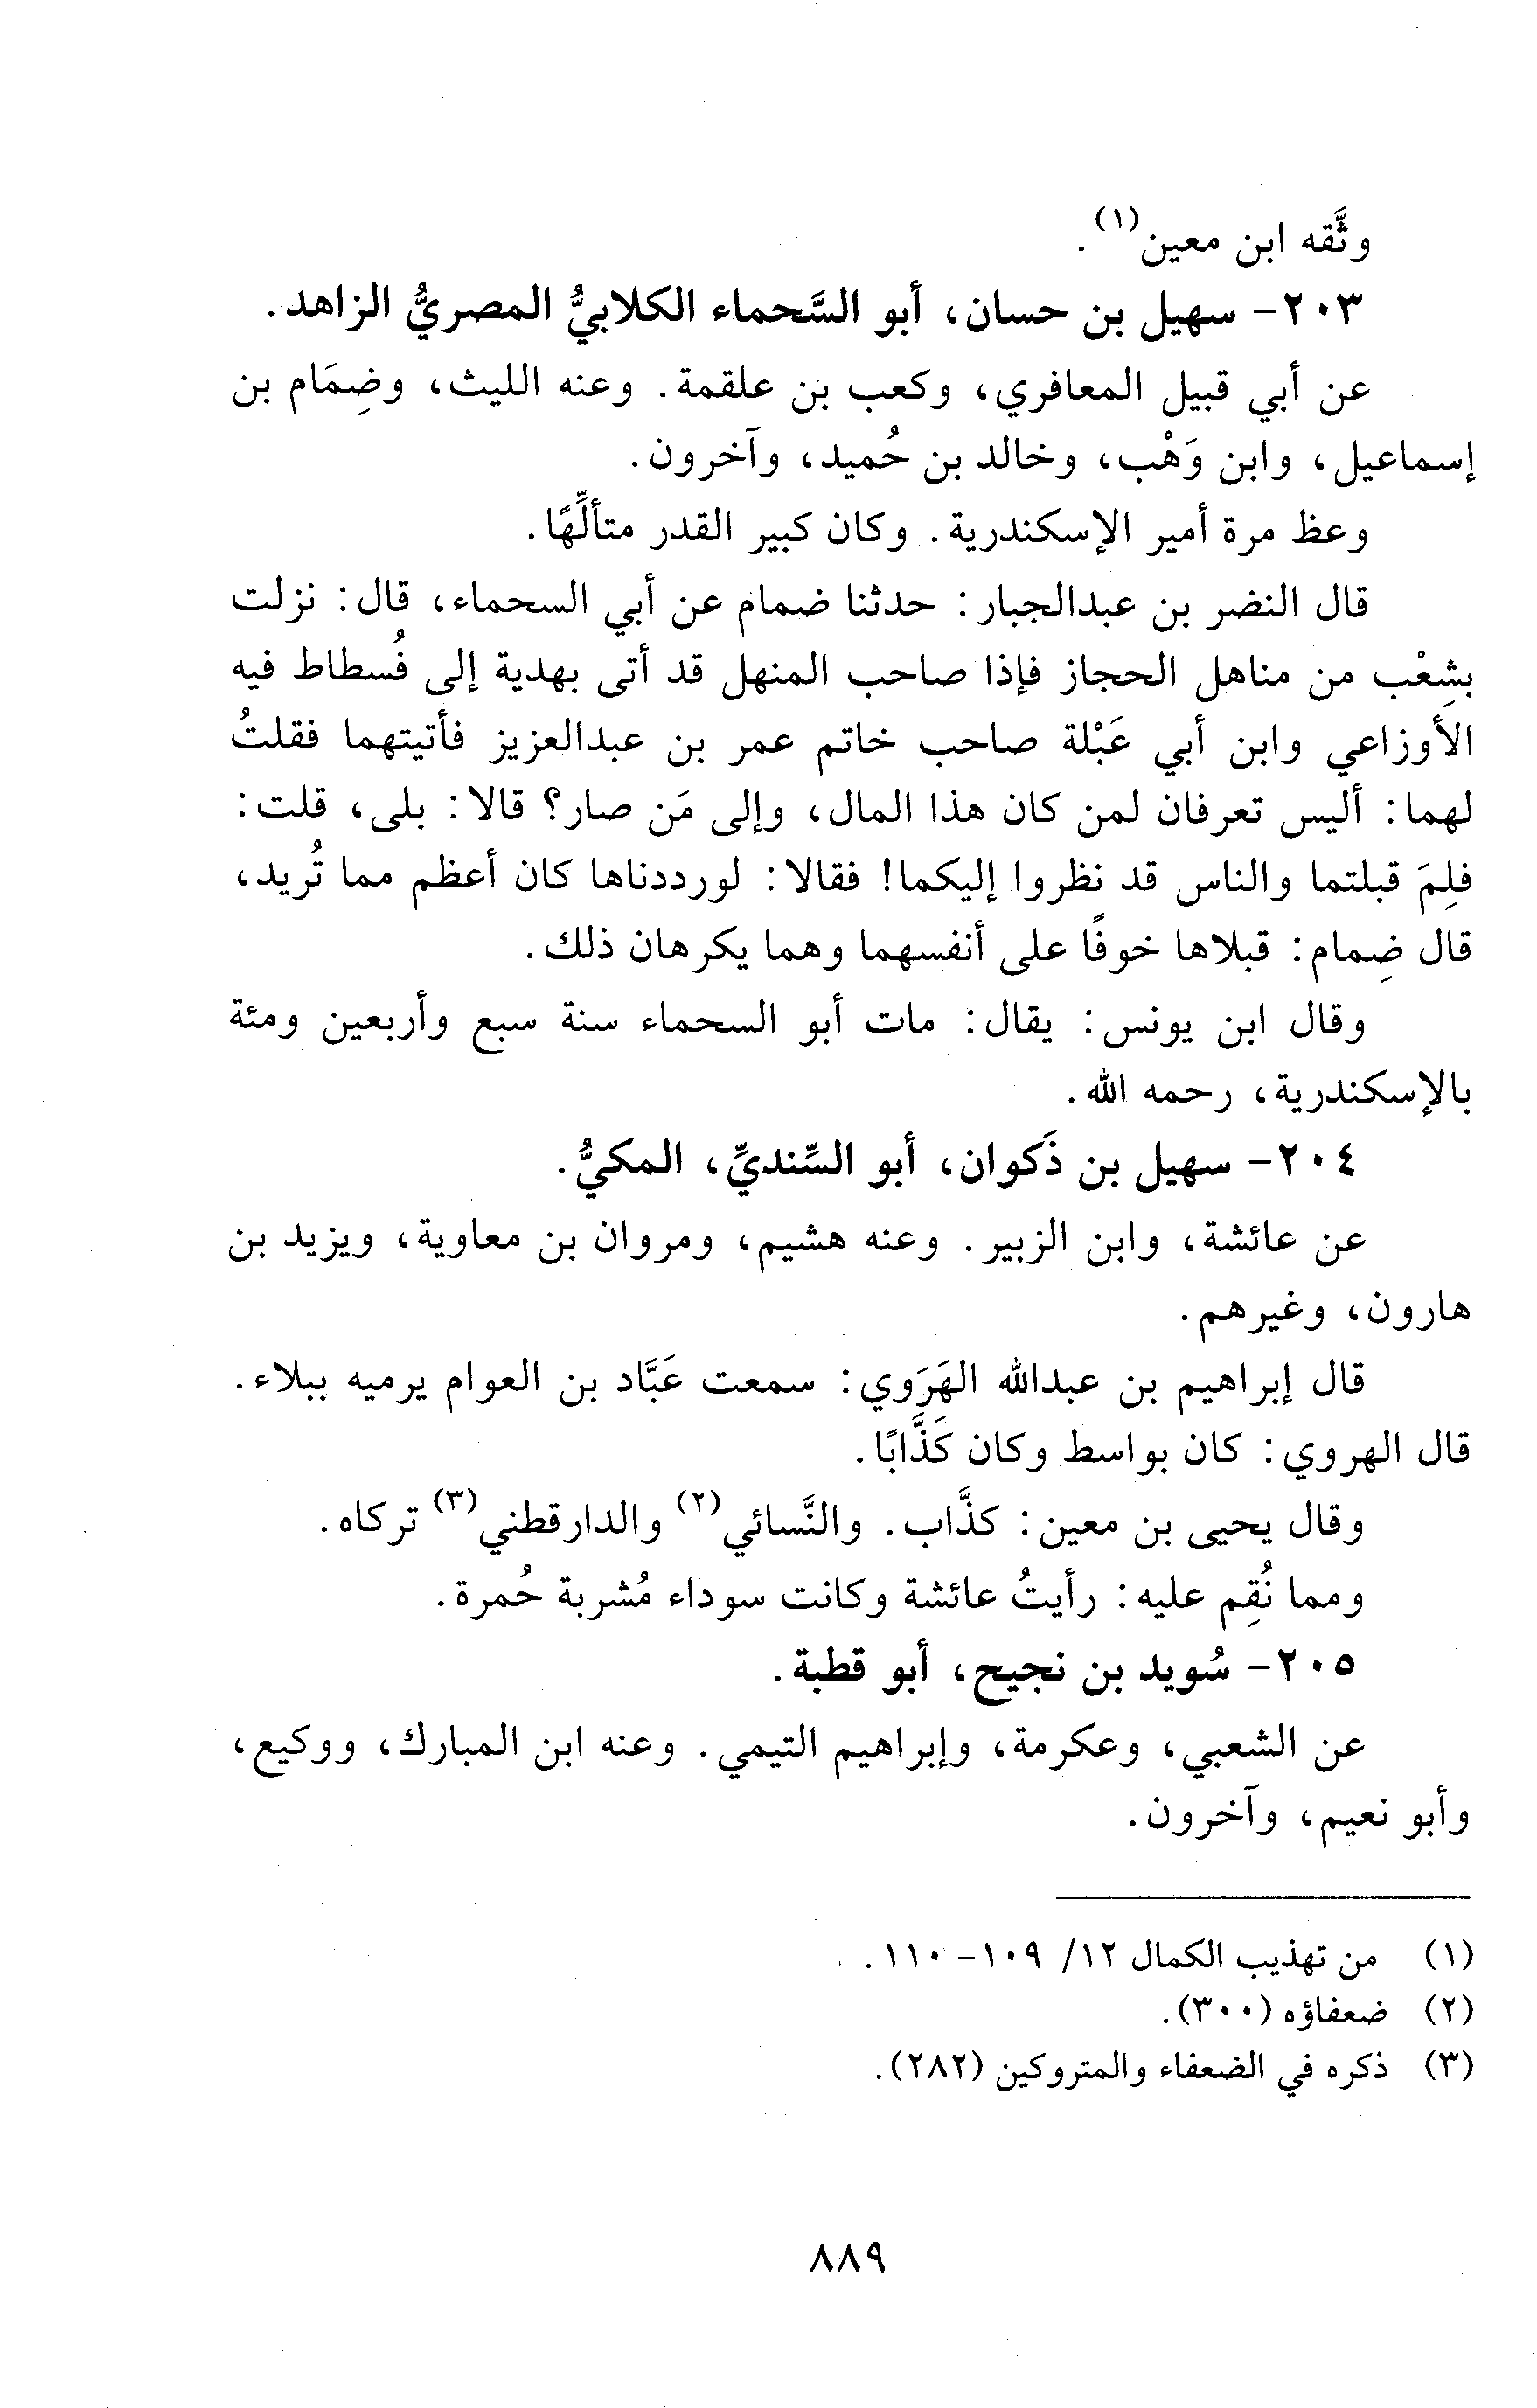 وثَّقه ابن معين(١).
٢٠٣- سهيل بن حسان، أبو السَّحماء الكلابيُّ المصريُّ الزاهد.
عن أبي قبيل المعافري، وكعب بن علقمة. وعنه الليث، وضِمَام بن
إسماعيل، وابن وَهْب، وخالد بن حُميد، وآخرون.
وعظ مرة أمير الإسكندرية. وكان كبير القدر متألِّهًا.
قال النضر بن عبدالجبار: حدثنا ضمام عن أبي السحماء، قال: نزلت
بشِعْب من مناهل الحجاز فإذا صاحب المنهل قد أتى بهدية إلى فُسطاط فيه
الأوزاعي وابن أبي عَبْلة صاحب خاتم عمر بن عبدالعزيز فأتيتهما فقلتُ
لهما: أليس تعرفان لمن كان هذا المال، وإلى مَن صار؟ قالا: بلى، قلت:
فلِمَ قبلتما والناس قد نظروا إليكما! فقالا: لورددناها كان أعظم مما تُريد،
قال ضِمام: قبلاها خوفًا على أنفسهما وهما يكرهان ذلك.
وقال ابن يونس: يقال: مات أبو السحماء سنة سبع وأربعين ومئة
بالإسكندرية، رحمه الله.
٢٠٤- سهيل بن ذَكوان، أبو السِّنديِّ، المكيُّ.
عن عائشة، وابن الزبير. وعنه هشيم، ومروان بن معاوية، ويزيد بن
هارون، وغيرهم.
قال إبراهيم بن عبدالله الهَرَوي: سمعت عَبَّاد بن العوام يرميه ببلاء.
قال الهروي: كان بواسط وكان كَذَّابًا.
وقال يحيى بن معين: كذَّاب. والنَّسائي(٢) والدارقطني(٣) تركاه.
ومما نُقِم عليه: رأيتُ عائشة وكانت سوداء مُشربة حُمرة.
٢٠٥- سُويد بن نجيح، أبو قطبة.
عن الشعبي، وعكرمة، وإبراهيم التيمي. وعنه ابن المبارك، ووكيع،
وأبو نعيم، وآخرون.
(١) من تهذيب الكمال ١٢/ ١٠٩- ١١٠.
(٢) ضعفاؤه (٣٠٠).
(٣) ذكره في الضعفاء والمتروكين (٢٨٢).
٨٨٩